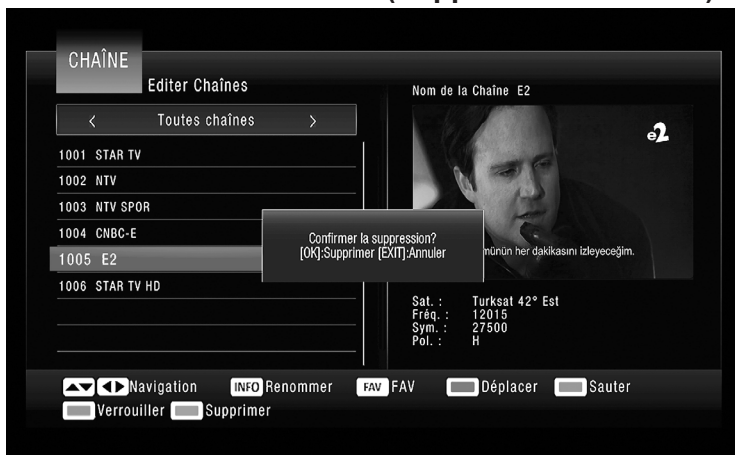 CHAÎNE
Editer Chaînes
Toutes chaînes
1001 STAR TV
1002 NTV
1003 NTV SPOR
1004 CNBC-E
1005 E2
1006 STAR TV HD
Nom de la Chaîne E2
e2
münün her dakikasını izleyeceğim.
Confirmer la suppression?
[OK]:Supprimer [EXIT]:Annuler
Sat. : Turksat 42° Est
Fréq. : 12015
Sym. : 27500
Pol. : H
Navigation INFO Renommer FAV FAV Déplacer Sauter
Verrouiller Supprimer